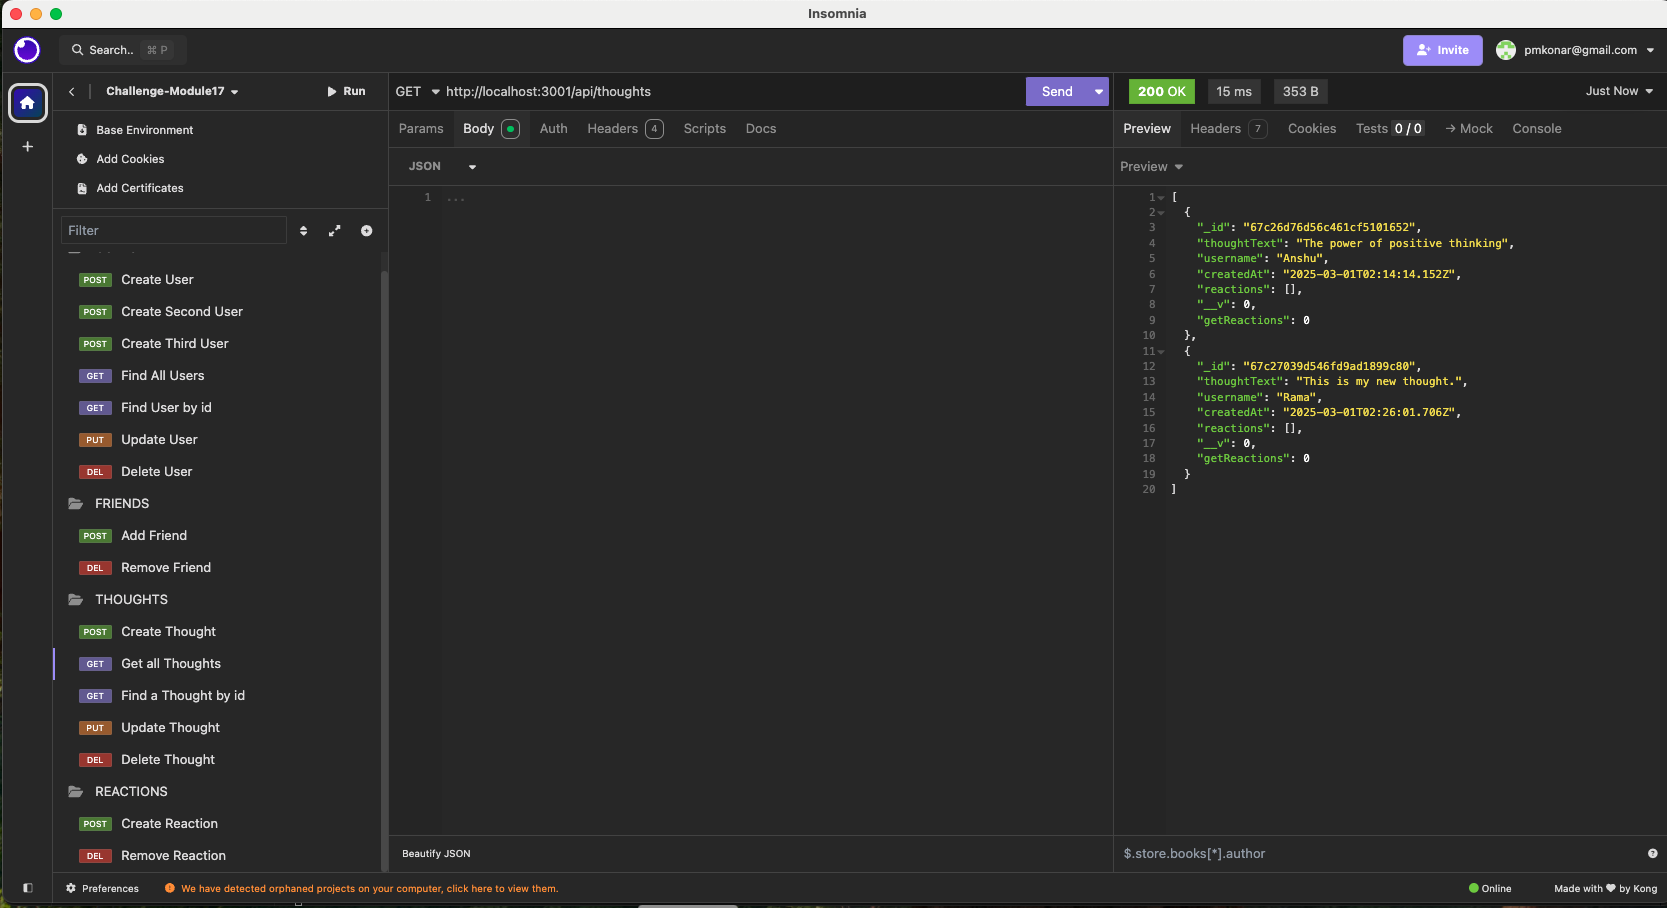 Insomnia
Search.. ⌘ P
Invite
pmkonar@gmail.com
Challenge-Module17
Run
Base Environment
Add Cookies
Add Certificates
Filter
POST Create User
POST Create Second User
POST Create Third User
GET Find All Users
GET Find User by id
PUT Update User
DEL Delete User
FRIENDS
POST Add Friend
DEL Remove Friend
THOUGHTS
POST Create Thought
GET Get all Thoughts
GET Find a Thought by id
PUT Update Thought
DEL Delete Thought
REACTIONS
POST Create Reaction
DEL Remove Reaction
GET http://localhost:3001/api/thoughts
Send
Params Body Auth Headers 4 Scripts Docs
JSON
1 ...
Beautify JSON
200 OK 15 ms 353 B Just Now
Preview Headers 7 Cookies Tests 0 / 0 → Mock Console
Preview
1 [
2 {
3 "_id": "67c26d76d56c461cf5101652",
4 "thoughtText": "The power of positive thinking",
5 "username": "Anshu",
6 "createdAt": "2025-03-01T02:14:14.152Z",
7 "reactions": [],
8 "__v": 0,
9 "getReactions": 0
10 },
11 {
12 "_id": "67c27039d546fd9ad1899c80",
13 "thoughtText": "This is my new thought.",
14 "username": "Rama",
15 "createdAt": "2025-03-01T02:26:01.706Z",
16 "reactions": [],
17 "__v": 0,
18 "getReactions": 0
19 }
20 ]
$.store.books[*].author
Preferences
We have detected orphaned projects on your computer, click here to view them.
Online
Made with ♥ by Kong